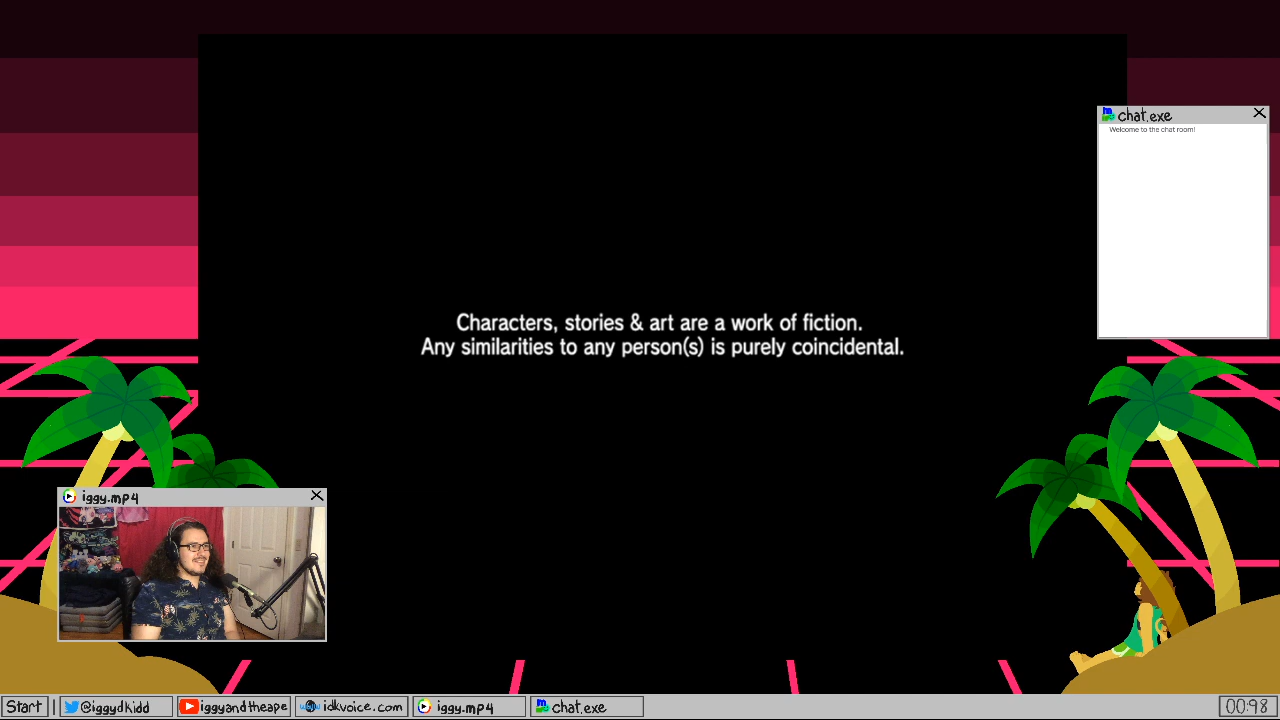 chat.exe
Welcome to the chat room!
Characters, stories & art are a work of fiction.
Any similarities to any person(s) is purely coincidental.
iggy.mp4
Start
@iggydkidd
iggyandtheape
www
idkvoice.com
iggy.mp4
chat.exe
00:98